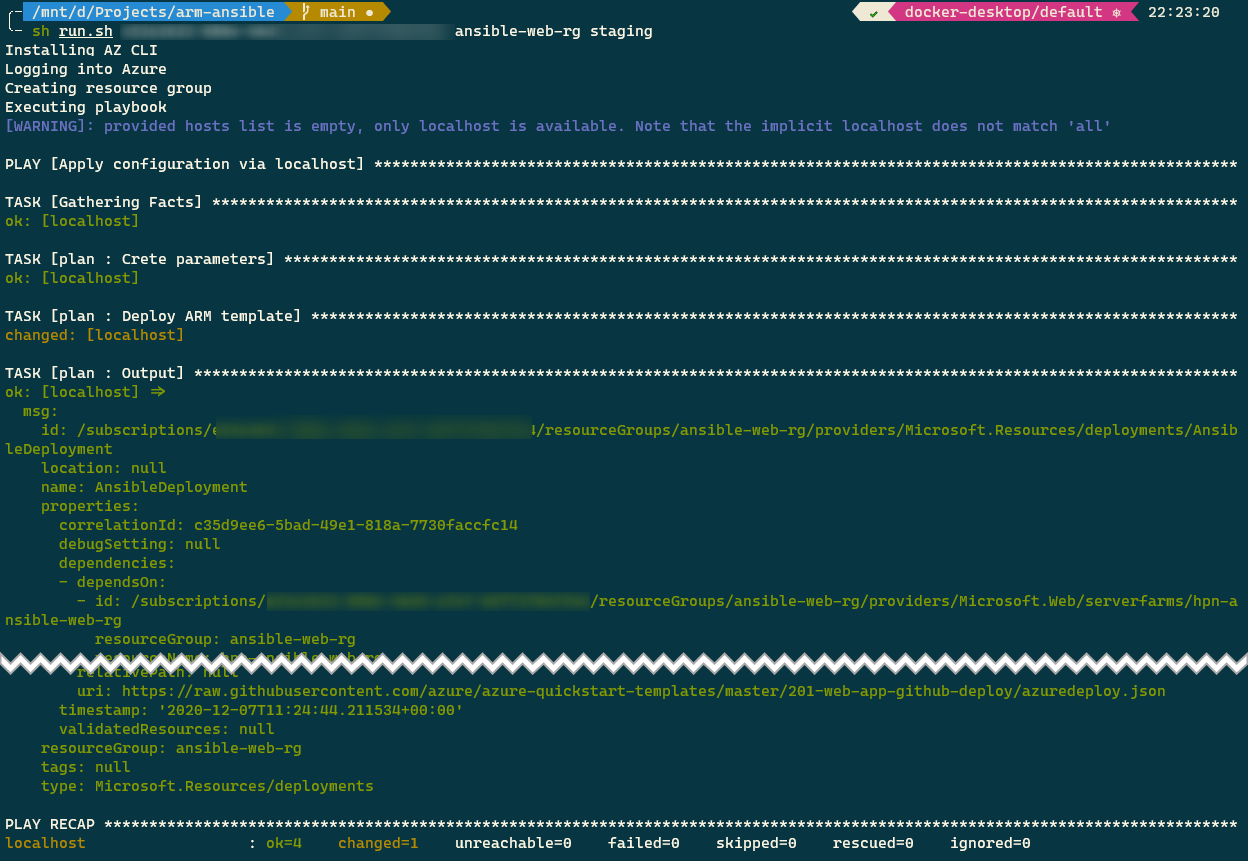 /mnt/d/Projects/arm-ansible main ● ✔ docker-desktop/default ⎈ 22:23:20
sh run.sh ansible-web-rg staging
Installing AZ CLI
Logging into Azure
Creating resource group
Executing playbook
[WARNING]: provided hosts list is empty, only localhost is available. Note that the implicit localhost does not match 'all'
PLAY [Apply configuration via localhost] ************************************************************************************************
TASK [Gathering Facts] ******************************************************************************************************************
ok: [localhost]
TASK [plan : Crete parameters] **********************************************************************************************************
ok: [localhost]
TASK [plan : Deploy ARM template] *******************************************************************************************************
changed: [localhost]
TASK [plan : Output] ********************************************************************************************************************
ok: [localhost] =>
msg:
id: /subscriptions/ /resourceGroups/ansible-web-rg/providers/Microsoft.Resources/deployments/Ansib
leDeployment
location: null
name: AnsibleDeployment
properties:
correlationId: c35d9ee6-5bad-49e1-818a-7730faccfc14
debugSetting: null
dependencies:
- dependsOn:
- id: /subscriptions/ /resourceGroups/ansible-web-rg/providers/Microsoft.Web/serverfarms/hpn-a
nsible-web-rg
resourceGroup: ansible-web-rg
relativePath: null
uri: https://raw.githubusercontent.com/azure/azure-quickstart-templates/master/201-web-app-github-deploy/azuredeploy.json
timestamp: '2020-12-07T11:24:44.211534+00:00'
validatedResources: null
resourceGroup: ansible-web-rg
tags: null
type: Microsoft.Resources/deployments
PLAY RECAP ******************************************************************************************************************************
localhost : ok=4 changed=1 unreachable=0 failed=0 skipped=0 rescued=0 ignored=0